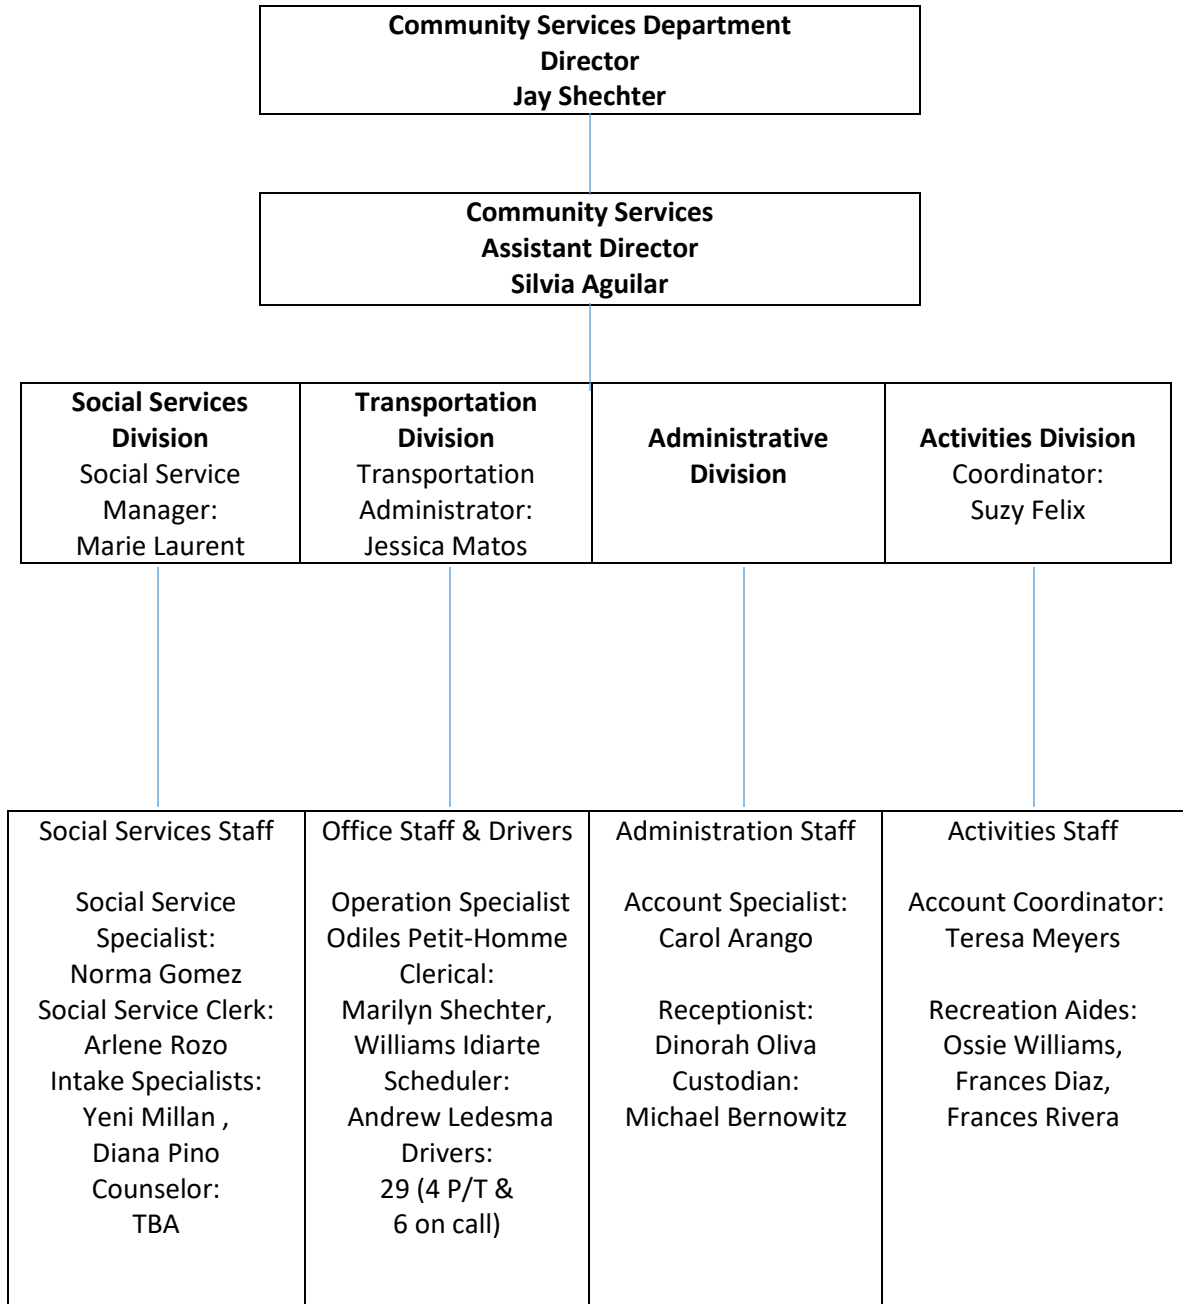 Community Services Department
Director
Jay Shechter
Community Services
Assistant Director
Silvia Aguilar
Social Services
Division
Social Service
Manager:
Marie Laurent
Transportation
Division
Transportation
Administrator:
Jessica Matos
Administrative
Division
Activities Division
Coordinator:
Suzy Felix
Social Services Staff
Social Service
Specialist:
Norma Gomez
Social Service Clerk:
Arlene Rozo
Intake Specialists:
Yeni Millan ,
Diana Pino
Counselor:
TBA
Office Staff & Drivers
Operation Specialist
Odiles Petit-Homme
Clerical:
Marilyn Shechter,
Williams Idiarte
Scheduler:
Andrew Ledesma
Drivers:
29 (4 P/T &
6 on call)
Administration Staff
Account Specialist:
Carol Arango
Receptionist:
Dinorah Oliva
Custodian:
Michael Bernowitz
Activities Staff
Account Coordinator:
Teresa Meyers
Recreation Aides:
Ossie Williams,
Frances Diaz,
Frances Rivera